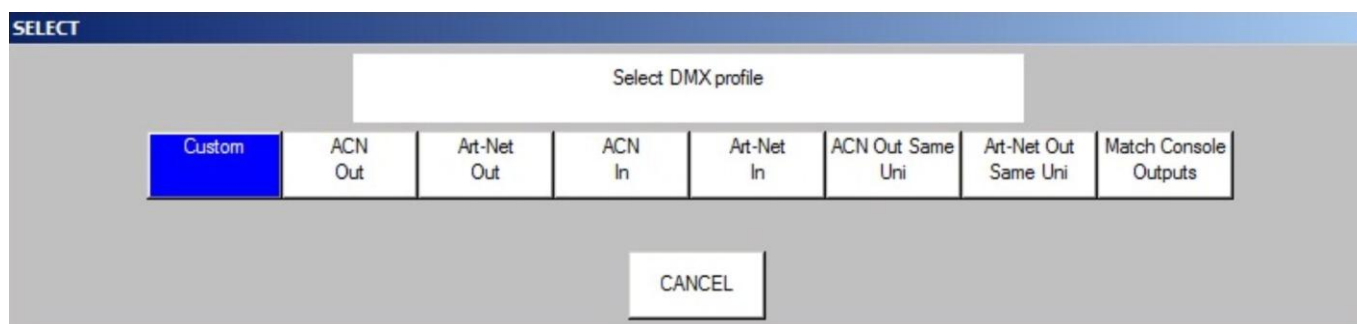 SELECT
Select DMX profile
Custom
ACN
Out
Art-Net
Out
ACN
In
Art-Net
In
ACN Out Same
Uni
Art-Net Out
Same Uni
Match Console
Outputs
CANCEL